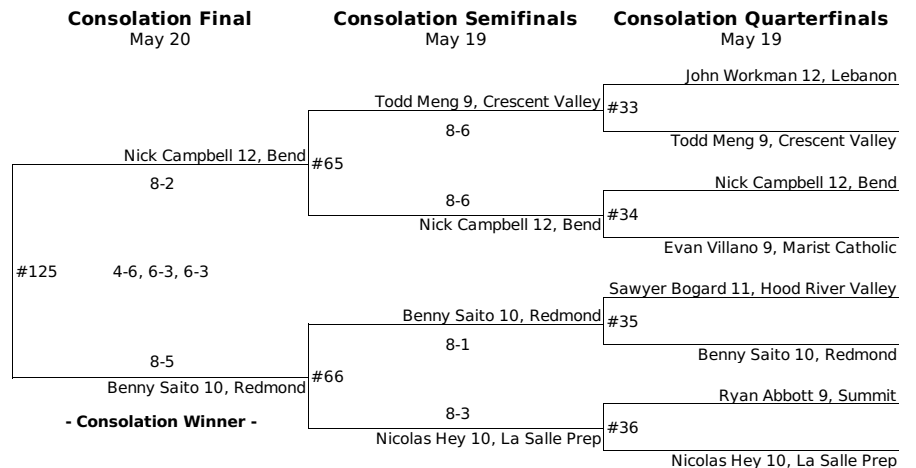 Consolation Final
May 20
Consolation Semifinals
May 19
Consolation Quarterfinals
May 19
John Workman 12, Lebanon
Todd Meng 9, Crescent Valley
#33
8-6
Todd Meng 9, Crescent Valley
Nick Campbell 12, Bend
#65
8-2
Nick Campbell 12, Bend
8-6
#34
Nick Campbell 12, Bend
Evan Villano 9, Marist Catholic
#125
4-6, 6-3, 6-3
Sawyer Bogard 11, Hood River Valley
Benny Saito 10, Redmond
#35
8-1
Benny Saito 10, Redmond
8-5
#66
Benny Saito 10, Redmond
Ryan Abbott 9, Summit
- Consolation Winner -
8-3
#36
Nicolas Hey 10, La Salle Prep
Nicolas Hey 10, La Salle Prep